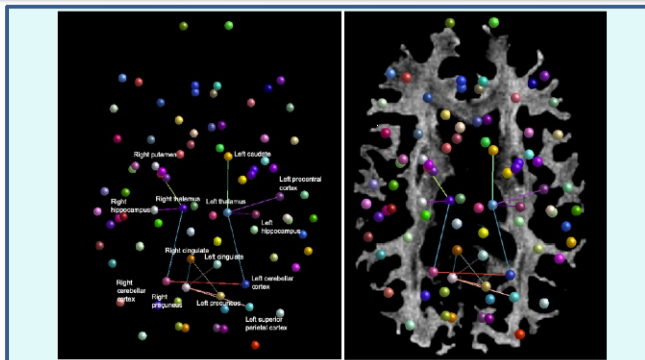 Right putamen
Left caudate
Left precentral
cortex
Right thalamus
Left thalamus
Right
hippocampus
Left
hippocampus
Right cingulate
Left cingulate
Right
cerebellar
cortex
Right
precuneus
Left precuneus
Left cerebellar
cortex
Left superior
parietal cortex